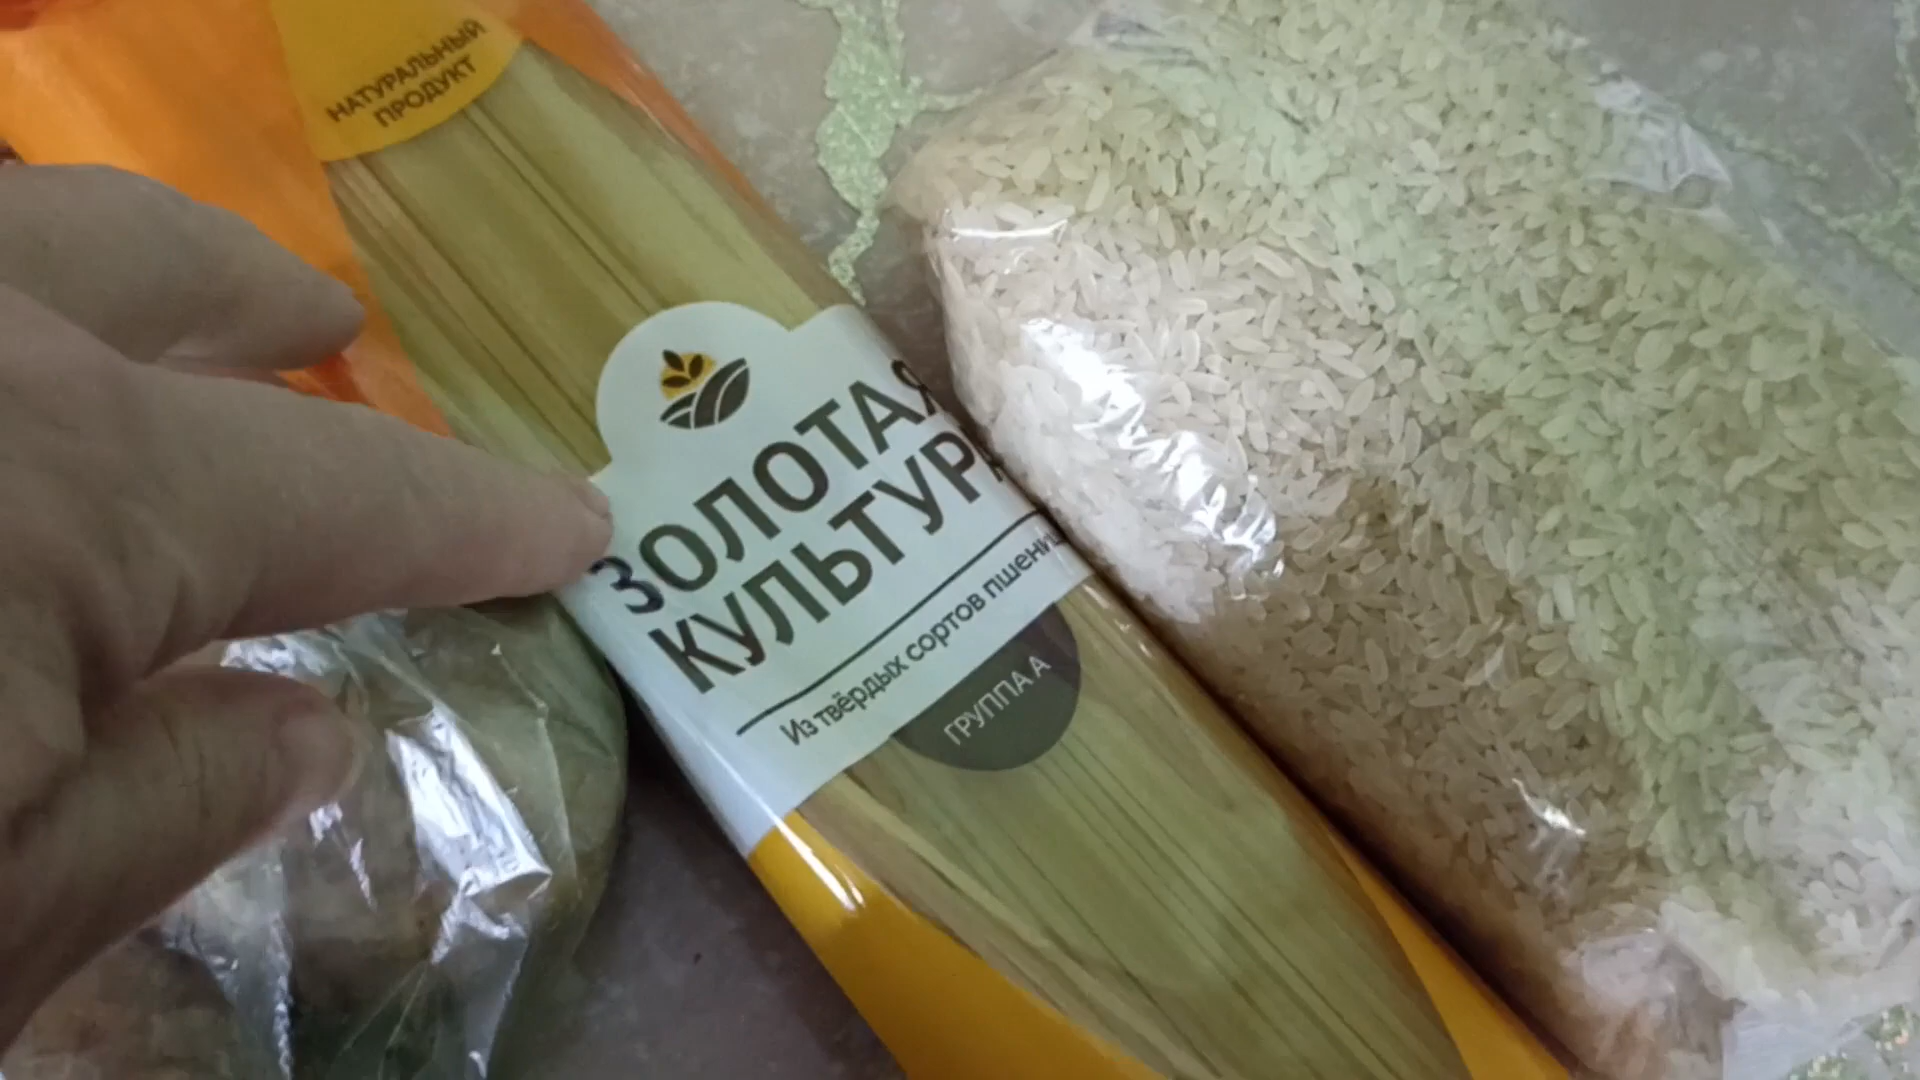 НАТУРАЛЬНЫЙ
ПРОДУКТ
ЗОЛОТАЯ
КУЛЬТУРА
Из твёрдых сортов пшеницы
ГРУППА А